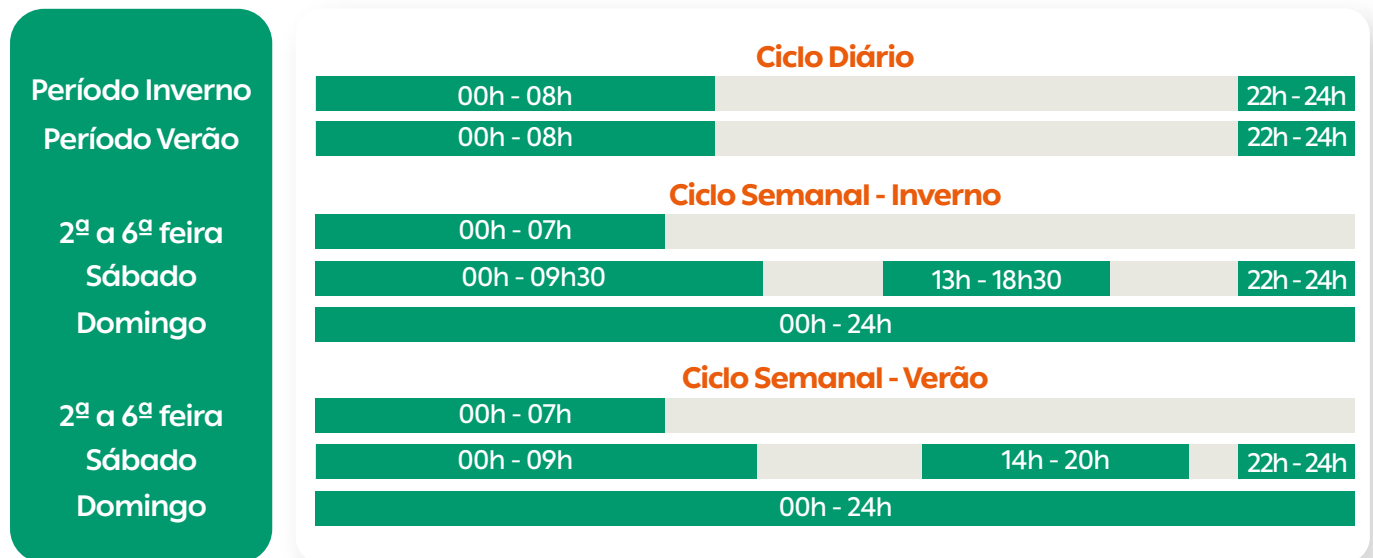 Ciclo Diário
Período Inverno 00h - 08h 22h - 24h
Período Verão 00h - 08h 22h - 24h
Ciclo Semanal - Inverno
2ª a 6ª feira 00h - 07h
Sábado 00h - 09h30 13h - 18h30 22h - 24h
Domingo 00h - 24h
Ciclo Semanal - Verão
2ª a 6ª feira 00h - 07h
Sábado 00h - 09h 14h - 20h 22h - 24h
Domingo 00h - 24h